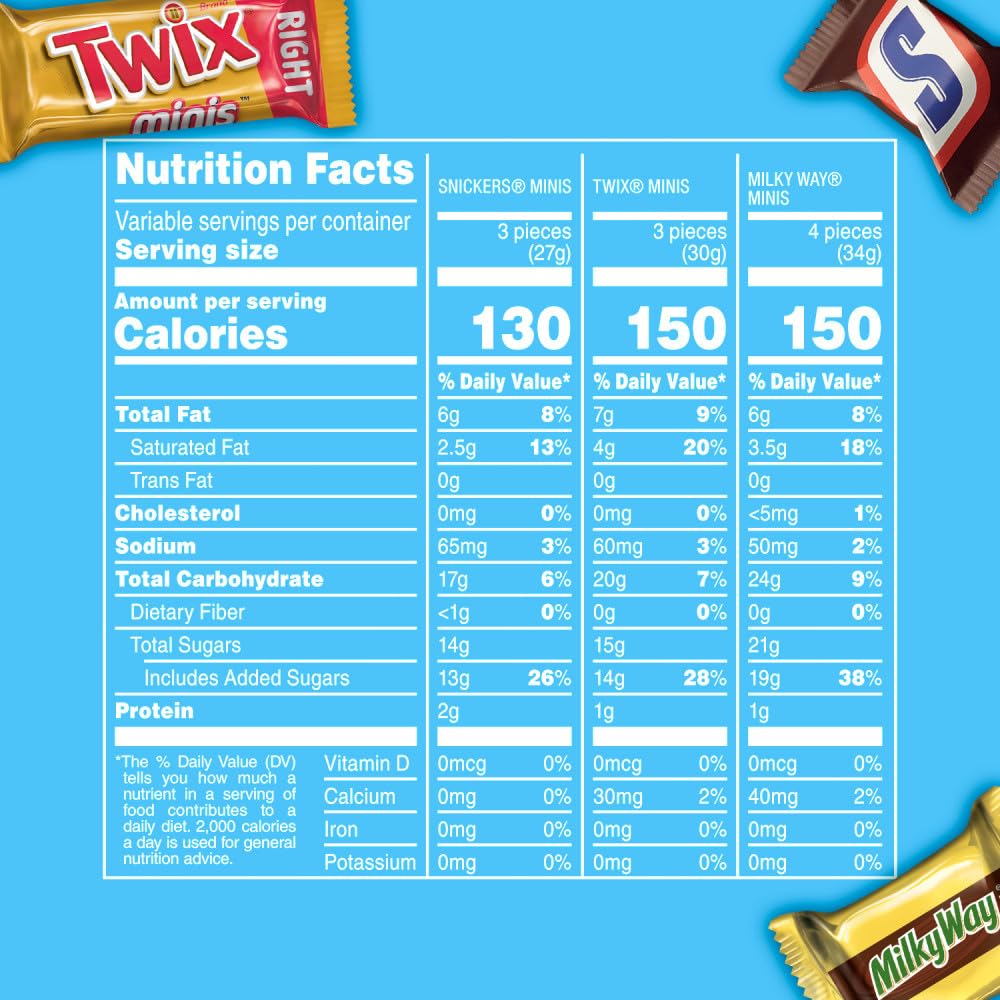 Brand
TWIX
RIGHT
minis™
S
Nutrition Facts
Variable servings per container
Serving size
Amount per serving
Calories
SNICKERS® MINIS
3 pieces
(27g)
130
% Daily Value*
TWIX® MINIS
3 pieces
(30g)
150
% Daily Value*
MILKY WAY®
MINIS
4 pieces
(34g)
150
% Daily Value*
Total Fat 6g 8% 7g 9% 6g 8%
Saturated Fat 2.5g 13% 4g 20% 3.5g 18%
Trans Fat 0g 0g 0g
Cholesterol 0mg 0% 0mg 0% <5mg 1%
Sodium 65mg 3% 60mg 3% 50mg 2%
Total Carbohydrate 17g 6% 20g 7% 24g 9%
Dietary Fiber <1g 0% 0g 0% 0g 0%
Total Sugars 14g 15g 21g
Includes Added Sugars 13g 26% 14g 28% 19g 38%
Protein 2g 1g 1g
*The % Daily Value (DV)
tells you how much a
nutrient in a serving of
food contributes to a
daily diet. 2,000 calories
a day is used for general
nutrition advice.
Vitamin D 0mcg 0% 0mcg 0% 0mcg 0%
Calcium 0mg 0% 30mg 2% 40mg 2%
Iron 0mg 0% 0mg 0% 0mg 0%
Potassium 0mg 0% 0mg 0% 0mg 0%
MilkyWay